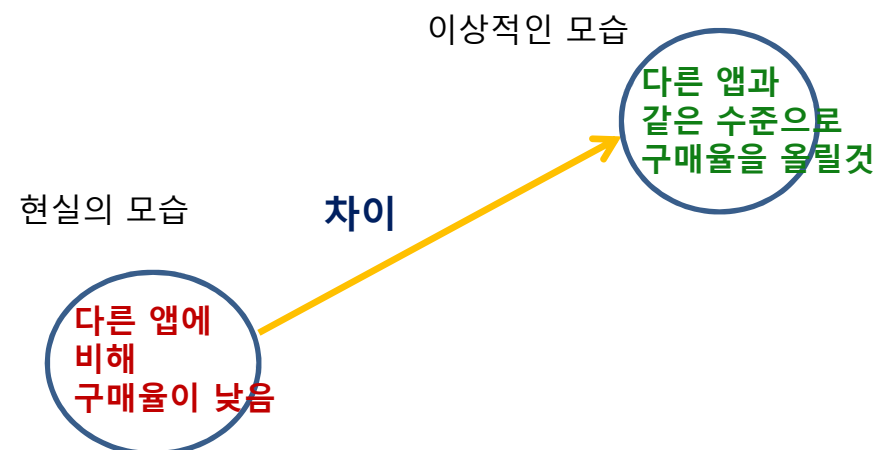 이상적인 모습
다른 앱과
같은 수준으로
구매율을 올릴것
현실의 모습
차이
다른 앱에
비해
구매율이 낮음